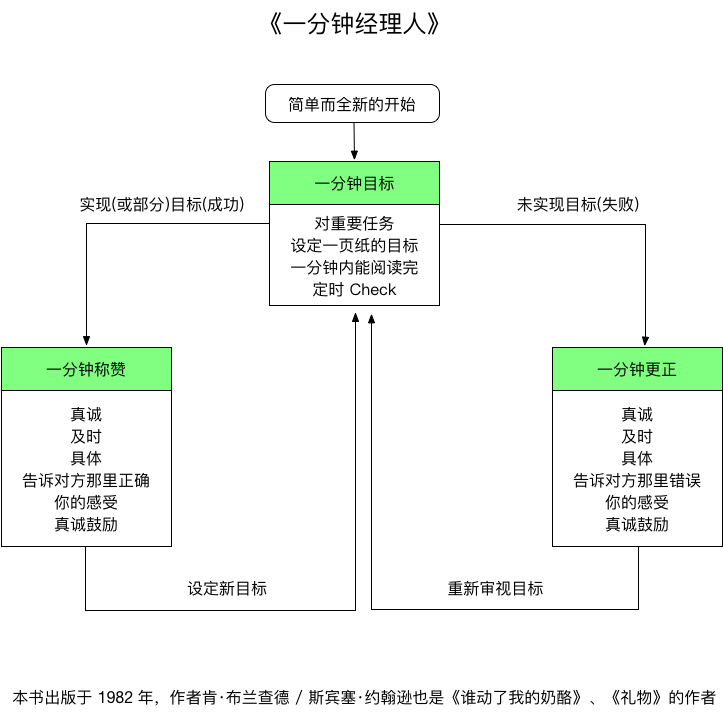 《一分钟经理人》
简单而全新的开始
一分钟目标
对重要任务
设定一页纸的目标
一分钟内能阅读完
定时 Check
实现(或部分)目标(成功)
未实现目标(失败)
一分钟称赞
真诚
及时
具体
告诉对方那里正确
你的感受
真诚鼓励
一分钟更正
真诚
及时
具体
告诉对方那里错误
你的感受
真诚鼓励
设定新目标
重新审视目标
本书出版于 1982 年，作者肯·布兰查德 / 斯宾塞·约翰逊也是《谁动了我的奶酪》、《礼物》的作者